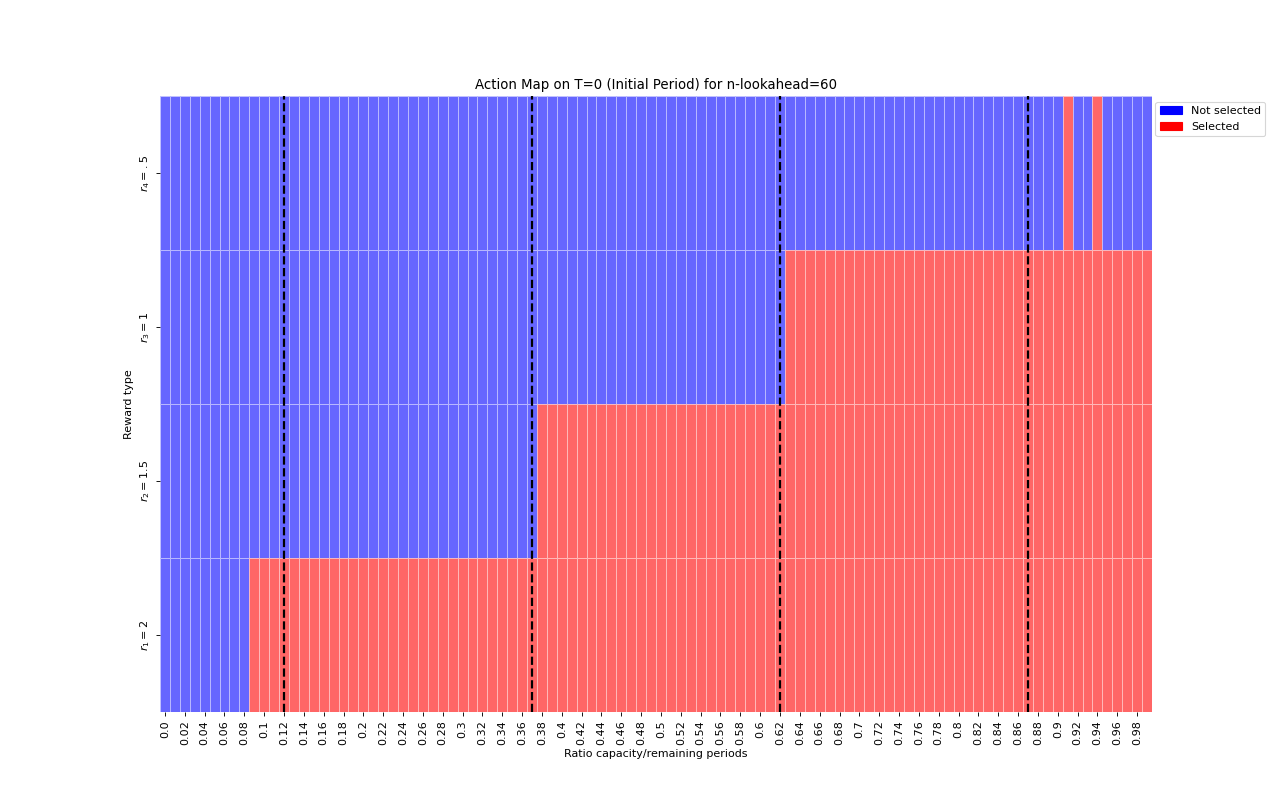 Action Map on T=0 (Initial Period) for n-lookahead=60
Not selected
Selected
r₄ = .5
r₃ = 1
r₂ = 1.5
r₁ = 2
Reward type
0.0 0.02 0.04 0.06 0.08 0.1 0.12 0.14 0.16 0.18 0.2 0.22 0.24 0.26 0.28 0.3 0.32 0.34 0.36 0.38 0.4 0.42 0.44 0.46 0.48 0.5 0.52 0.54 0.56 0.58 0.6 0.62 0.64 0.66 0.68 0.7 0.72 0.74 0.76 0.78 0.8 0.82 0.84 0.86 0.88 0.9 0.92 0.94 0.96 0.98
Ratio capacity/remaining periods